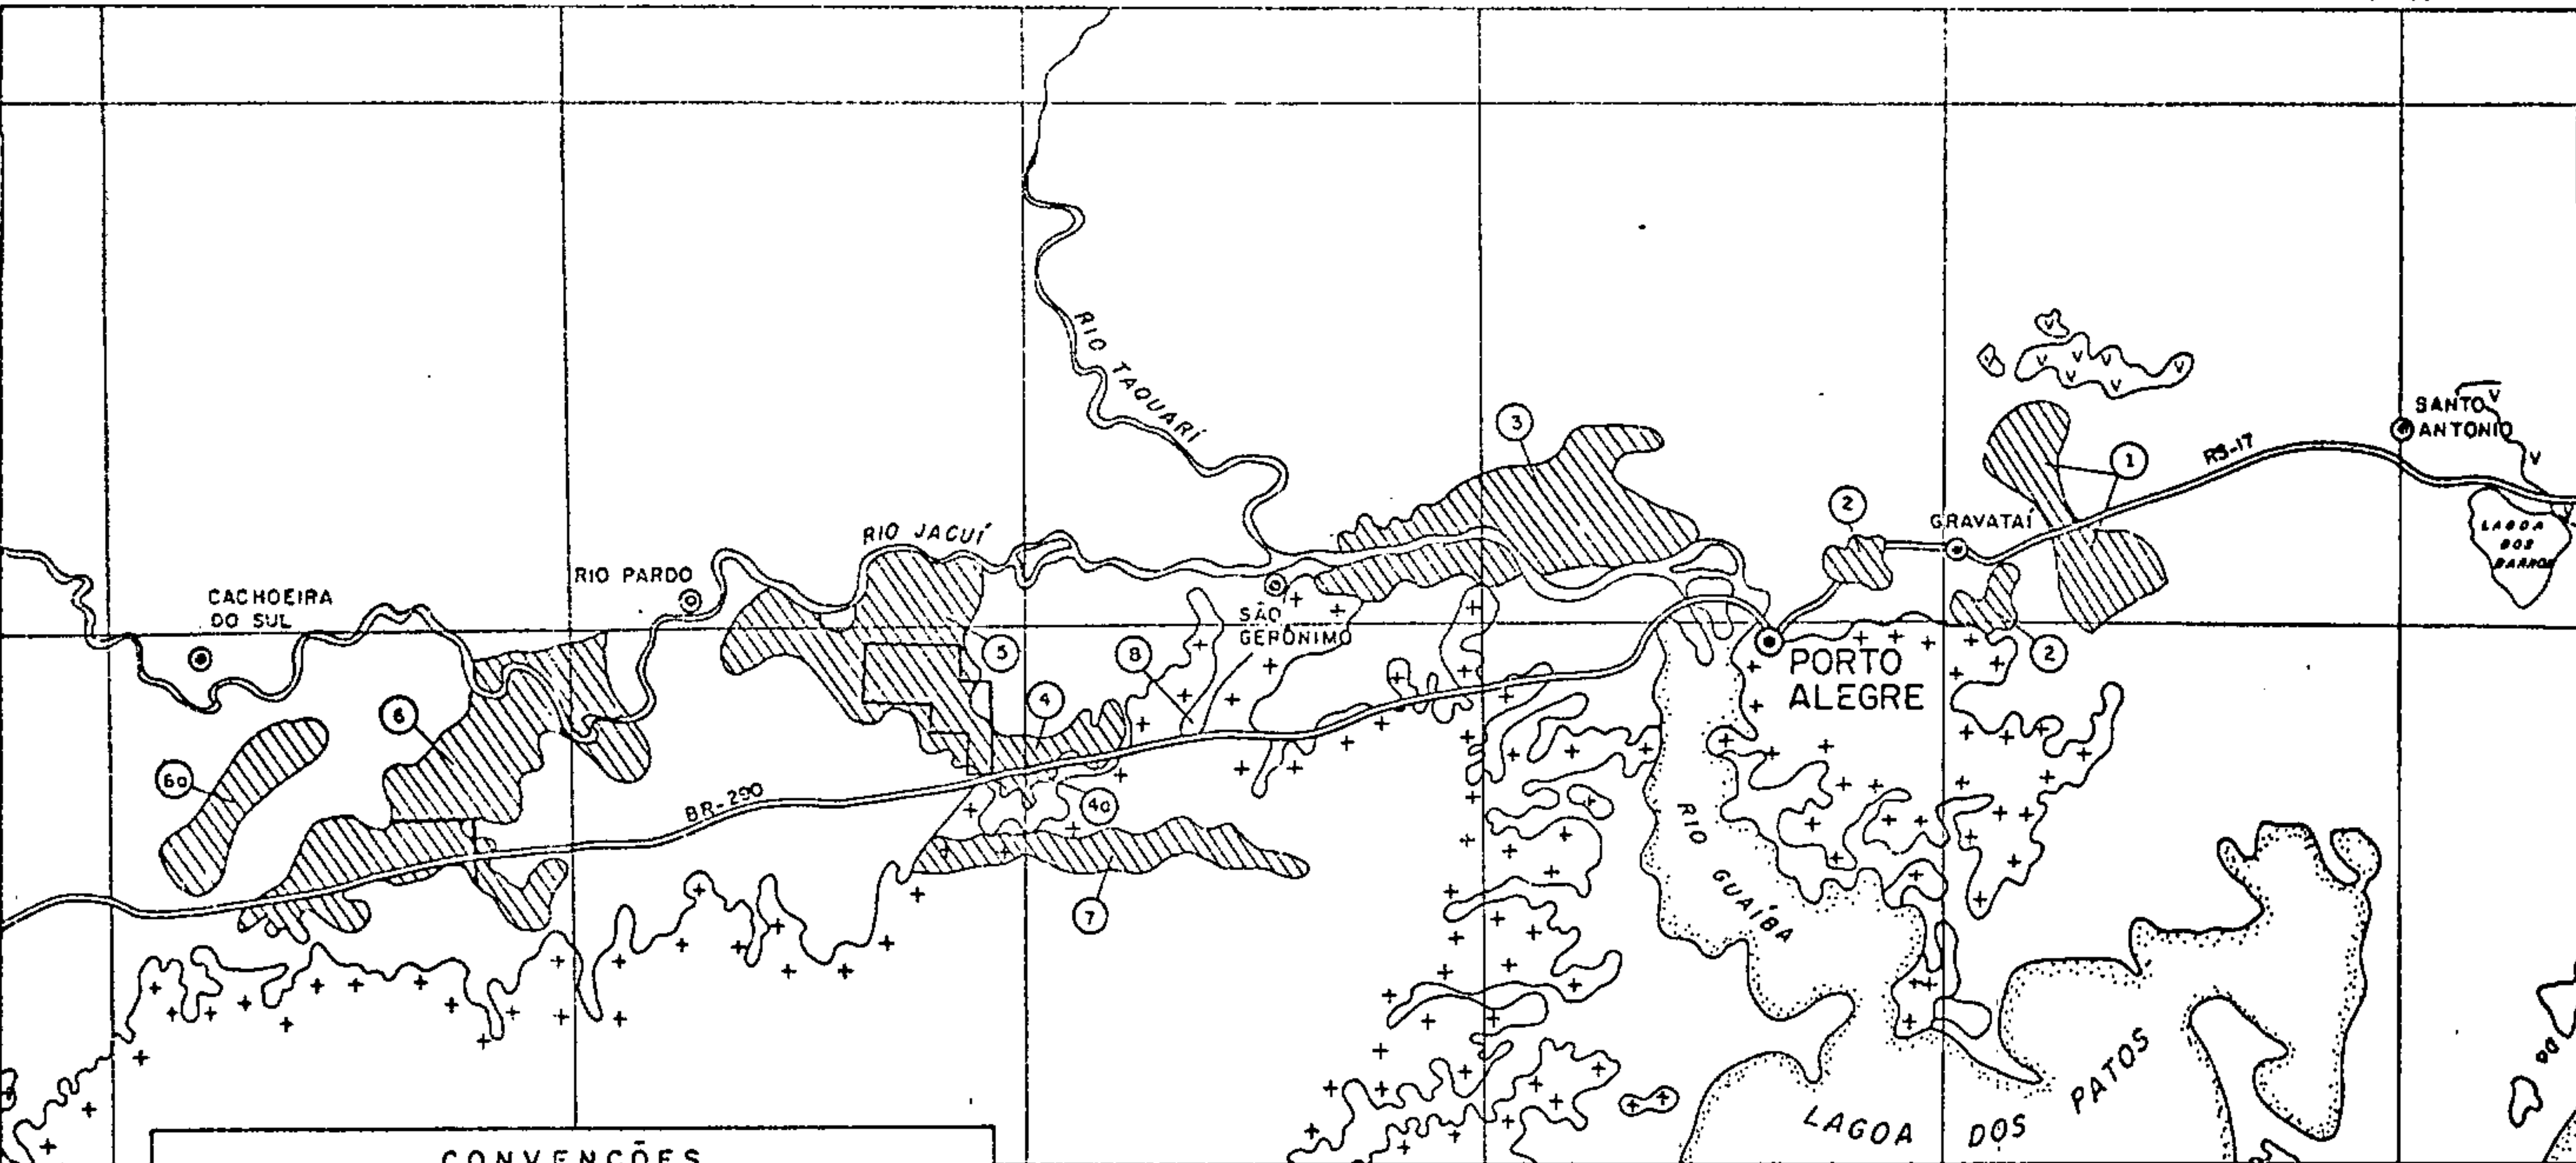 RIO TAQUARÍ
SANTO
ANTONIO
3
1
RS-17
2
GRAVATAÍ
LAGOA
DOS
BARROS
RIO JACUÍ
RIO PARDO
CACHOEIRA
DO SUL
SÃO
GERÔNIMO
8
5
2
PORTO
ALEGRE
4
6
6a
BR-290
4a
7
RIO GUAÍBA
LAGOA DOS PATOS
CONVENÇÕES